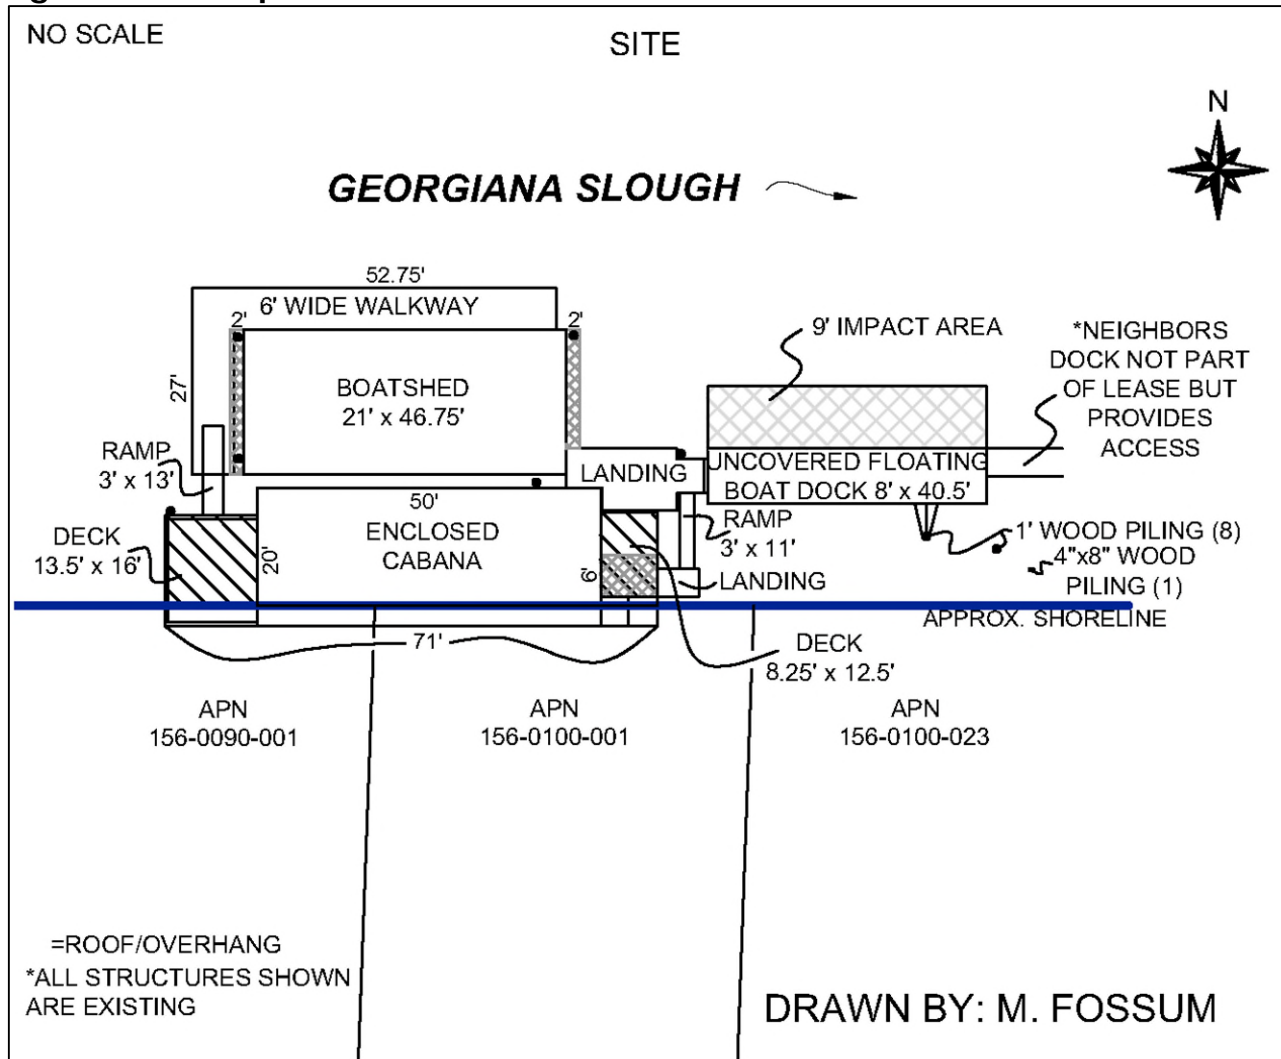 NO SCALE
SITE
N
GEORGIANA SLOUGH
52.75'
6' WIDE WALKWAY
2'
2'
27'
BOATSHED
21' x 46.75'
9' IMPACT AREA
*NEIGHBORS
DOCK NOT PART
OF LEASE BUT
PROVIDES
ACCESS
RAMP
3' x 13'
LANDING
UNCOVERED FLOATING
BOAT DOCK 8' x 40.5'
50'
ENCLOSED
CABANA
20'
DECK
13.5' x 16'
RAMP
3' x 11'
6'
LANDING
1' WOOD PILING (8)
4"x8" WOOD
PILING (1)
APPROX. SHORELINE
71'
DECK
8.25' x 12.5'
APN
156-0090-001
APN
156-0100-001
APN
156-0100-023
=ROOF/OVERHANG
*ALL STRUCTURES SHOWN
ARE EXISTING
DRAWN BY: M. FOSSUM